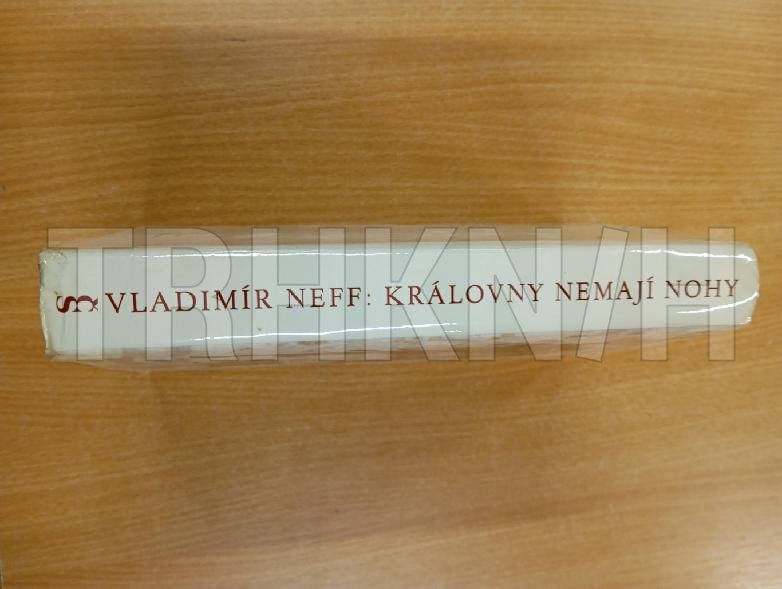 VLADIMÍR NEFF: KRÁLOVNY NEMAJÍ NOHY
TRHKNIH